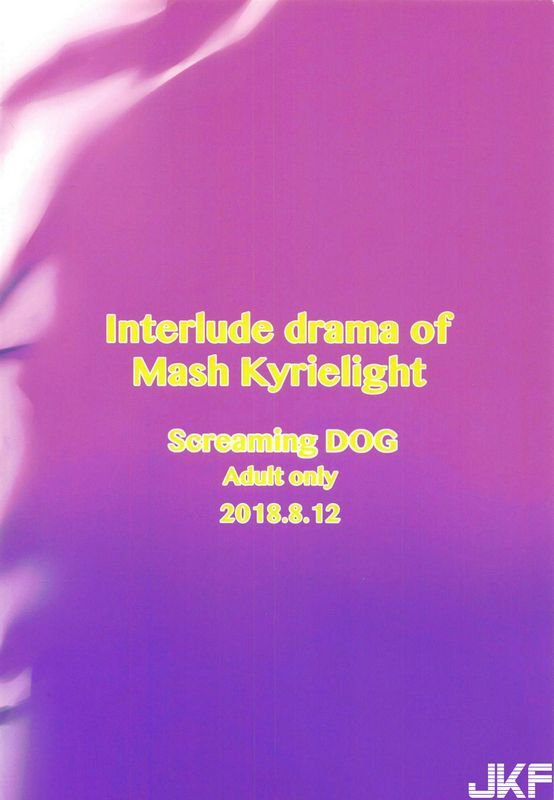 Interlude drama of
Mash Kyrielight
Screaming DOG
Adult only
2018.8.12
JKF